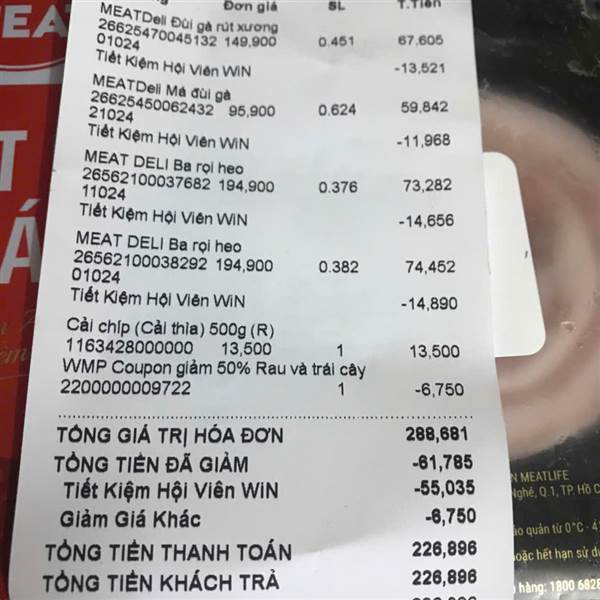 Đơn giá SL T.Tiền
MEATDeli Đùi gà rút xương
26625470045132 149,900 0.451 67,605
01024
Tiết Kiệm Hội Viên WiN -13,521
MEATDeli Má đùi gà
26625450062432 95,900 0.624 59,842
21024
Tiết Kiệm Hội Viên WiN -11,968
MEAT DELI Ba rọi heo
26562100037682 194,900 0.376 73,282
11024
Tiết Kiệm Hội Viên WiN -14,656
MEAT DELI Ba rọi heo
26562100038292 194,900 0.382 74,452
01024
Tiết Kiệm Hội Viên WiN -14,890
Cải chíp (Cải thìa) 500g (R)
1163428000000 13,500 1 13,500
WMP Coupon giảm 50% Rau và trái cây
2200000009722 1 -6,750
TỔNG GIÁ TRỊ HÓA ĐƠN 288,681
TỔNG TIỀN ĐÃ GIẢM -61,785
Tiết Kiệm Hội Viên WiN -55,035
Giảm Giá Khác -6,750
TỔNG TIỀN THANH TOÁN 226,896
TỔNG TIỀN KHÁCH TRẢ 226,896
N MEATLIFE
Nghé, Q.1, TP. Hồ C
ảo quản từ 0°C - 4
oặc hết hạn sử d
hàng: 1800 6828